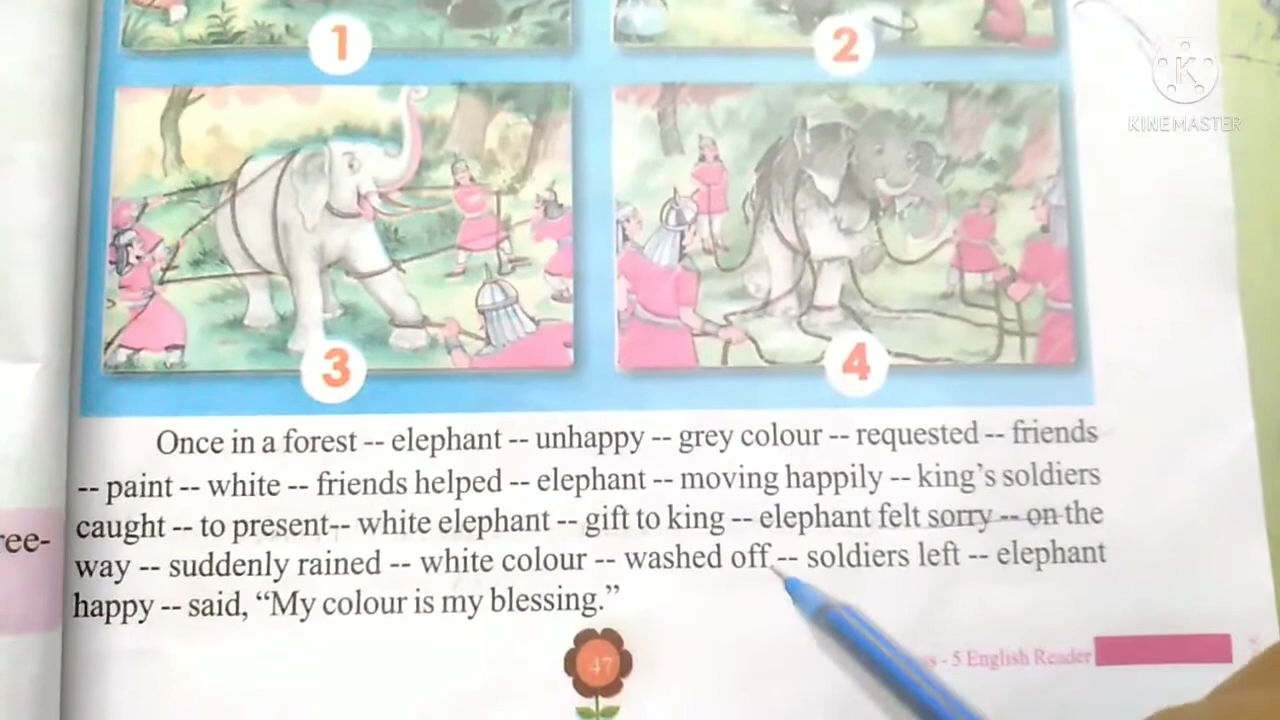 1
2
KINEMASTER
3
4
Once in a forest -- elephant -- unhappy -- grey colour -- requested -- friends
-- paint -- white -- friends helped -- elephant -- moving happily -- king's soldiers
caught -- to present-- white elephant -- gift to king -- elephant felt sorry -- on the
way -- suddenly rained -- white colour -- washed off -- soldiers left -- elephant
happy -- said, “My colour is my blessing.”
ree-
47
s - 5 English Reader